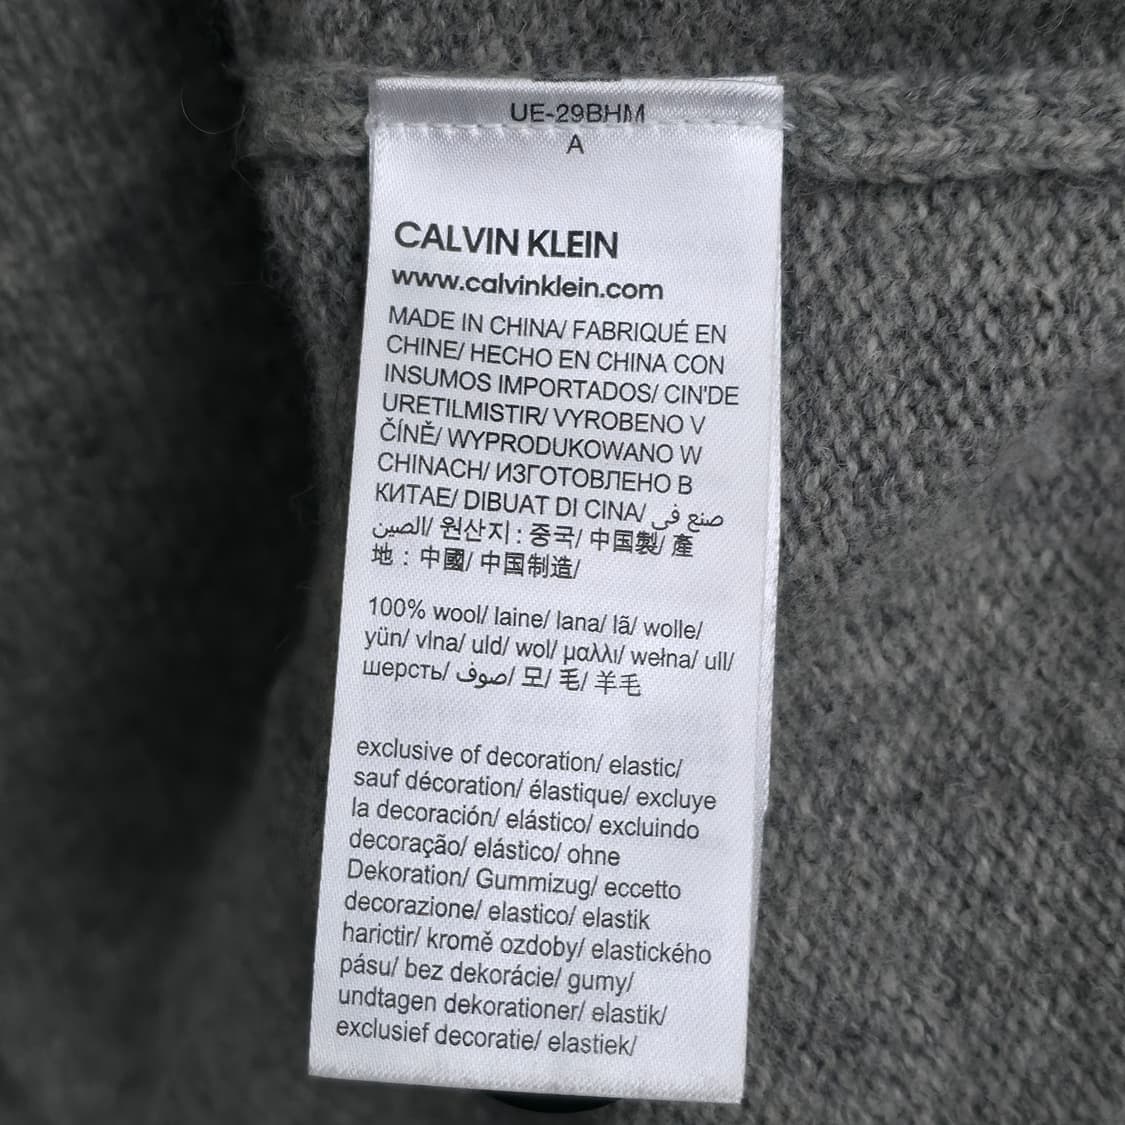 UE-29BHM
A
CALVIN KLEIN
www.calvinklein.com
MADE IN CHINA/ FABRIQUÉ EN
CHINE/ HECHO EN CHINA CON
INSUMOS IMPORTADOS/ CIN'DE
URETILMISTIR/ VYROBENO V
ČÍNĚ/ WYPRODUKOWANO W
CHINACH/ ИЗГОТОВЛЕНО В
КИТАЕ/ DIBUAT DI CINA/ صنع في
الصين/ 원산지 : 중국/ 中国製/ 產
地 : 中國/ 中国制造/
100% wool/ laine/ lana/ lã/ wolle/
yün/ vlna/ uld/ wol/ μαλλι/ wełna/ ull/
шерсть/ صوف/ 모/ 毛/ 羊毛
exclusive of decoration/ elastic/
sauf décoration/ élastique/ excluye
la decoración/ elástico/ excluindo
decoração/ elástico/ ohne
Dekoration/ Gummizug/ eccetto
decorazione/ elastico/ elastik
harictir/ kromě ozdoby/ elastického
pásu/ bez dekorácie/ gumy/
undtagen dekorationer/ elastik/
exclusief decoratie/ elastiek/